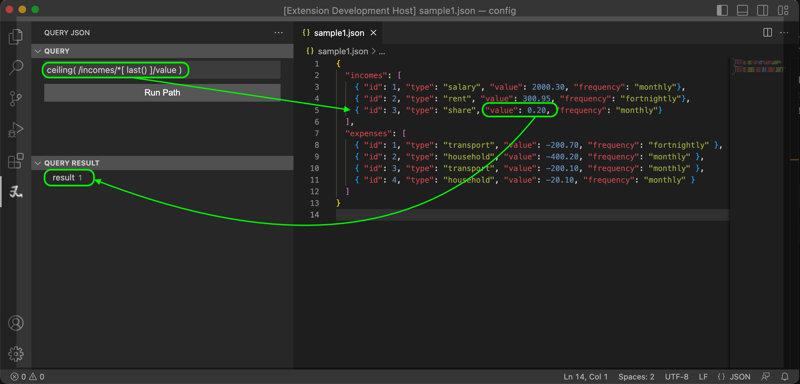 [Extension Development Host] sample1.json — config
QUERY JSON
QUERY
ceiling( /incomes/*[ last() ]/value )
Run Path
QUERY RESULT
result 1
{ } sample1.json ×
{ } sample1.json > ...
1 {
2 "incomes": [
3 { "id": 1, "type": "salary", "value": 2000.30, "frequency": "monthly"},
4 { "id": 2, "type": "rent", "value": 300.95, "frequency": "fortnightly"},
5 { "id": 3, "type": "share", "value": 0.20, "frequency": "monthly"}
6 ],
7 "expenses": [
8 { "id": 1, "type": "transport", "value": -200.70, "frequency": "fortnightly" },
9 { "id": 2, "type": "household", "value": -400.20, "frequency": "monthly" },
10 { "id": 3, "type": "transport", "value": -200.10, "frequency": "monthly" },
11 { "id": 4, "type": "household", "value": -20.10, "frequency": "monthly" }
12 ]
13 }
14
0 0
Ln 14, Col 1 Spaces: 2 UTF-8 LF { } JSON